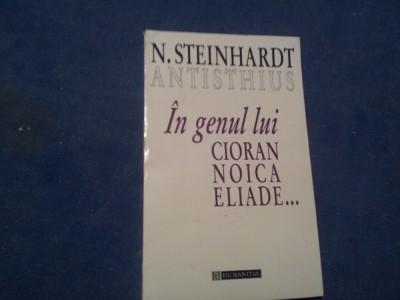 N. STEINHARDT
ANTISTHIUS
În genul lui
CIORAN
NOICA
ELIADE...
HUMANITAS